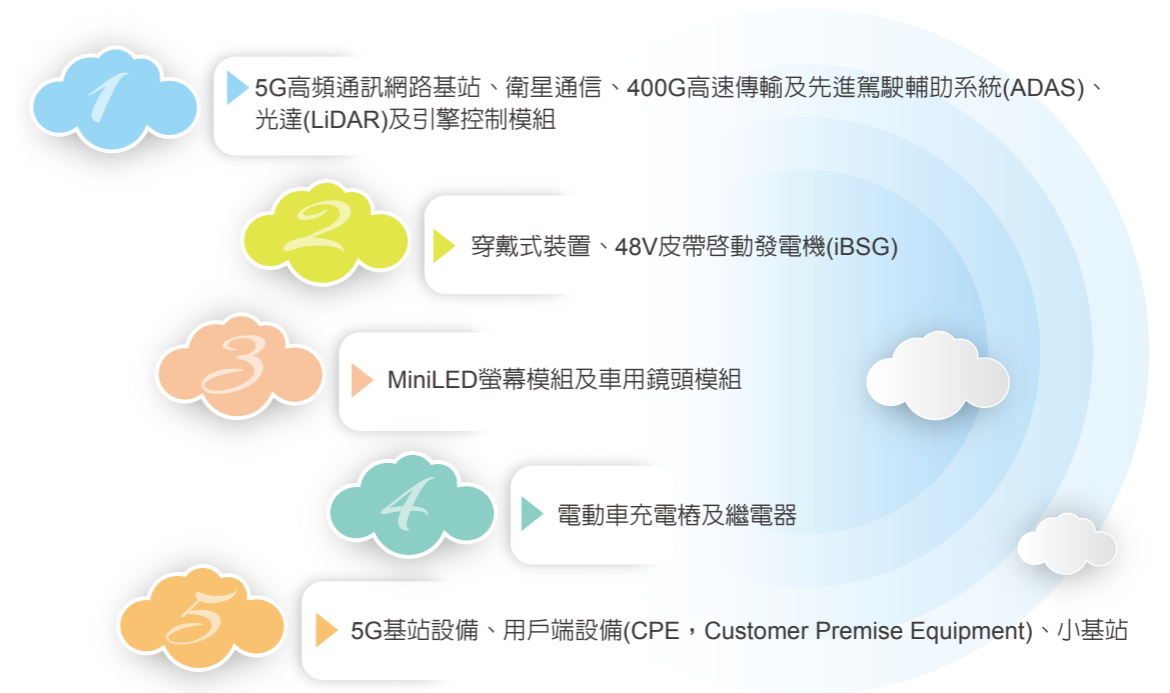 1
5G高頻通訊網路基站、衛星通信、400G高速傳輸及先進駕駛輔助系統(ADAS)、
光達(LiDAR)及引擎控制模組
2
穿戴式裝置、48V皮帶啓動發電機(iBSG)
3
MiniLED螢幕模組及車用鏡頭模組
4
電動車充電樁及繼電器
5
5G基站設備、用戶端設備(CPE，Customer Premise Equipment)、小基站